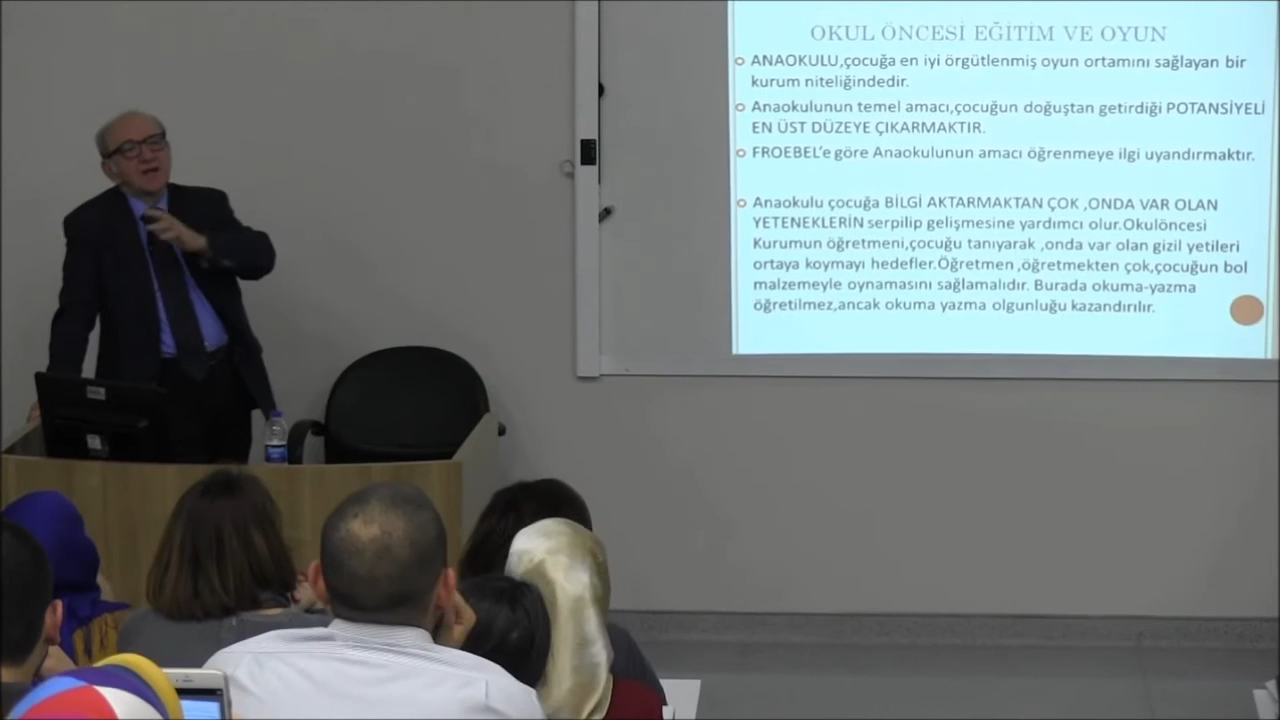 OKUL ÖNCESİ EĞİTİM VE OYUN
ANAOKULU,çocuğa en iyi örgütlenmiş oyun ortamını sağlayan bir
kurum niteliğindedir.
Anaokulunun temel amacı,çocuğun doğuştan getirdiği POTANSİYELİ
EN ÜST DÜZEYE ÇIKARMAKTIR.
FROEBEL'e göre Anaokulunun amacı öğrenmeye ilgi uyandırmaktır.
Anaokulu çocuğa BİLGİ AKTARMAKTAN ÇOK ,ONDA VAR OLAN
YETENEKLERİN serpilip gelişmesine yardımcı olur.Okulöncesi
Kurumun öğretmeni,çocuğu tanıyarak ,onda var olan gizil yetileri
ortaya koymayı hedefler.Öğretmen ,öğretmekten çok,çocuğun bol
malzemeyle oynamasını sağlamalıdır. Burada okuma-yazma
öğretilmez,ancak okuma yazma olgunluğu kazandırılır.